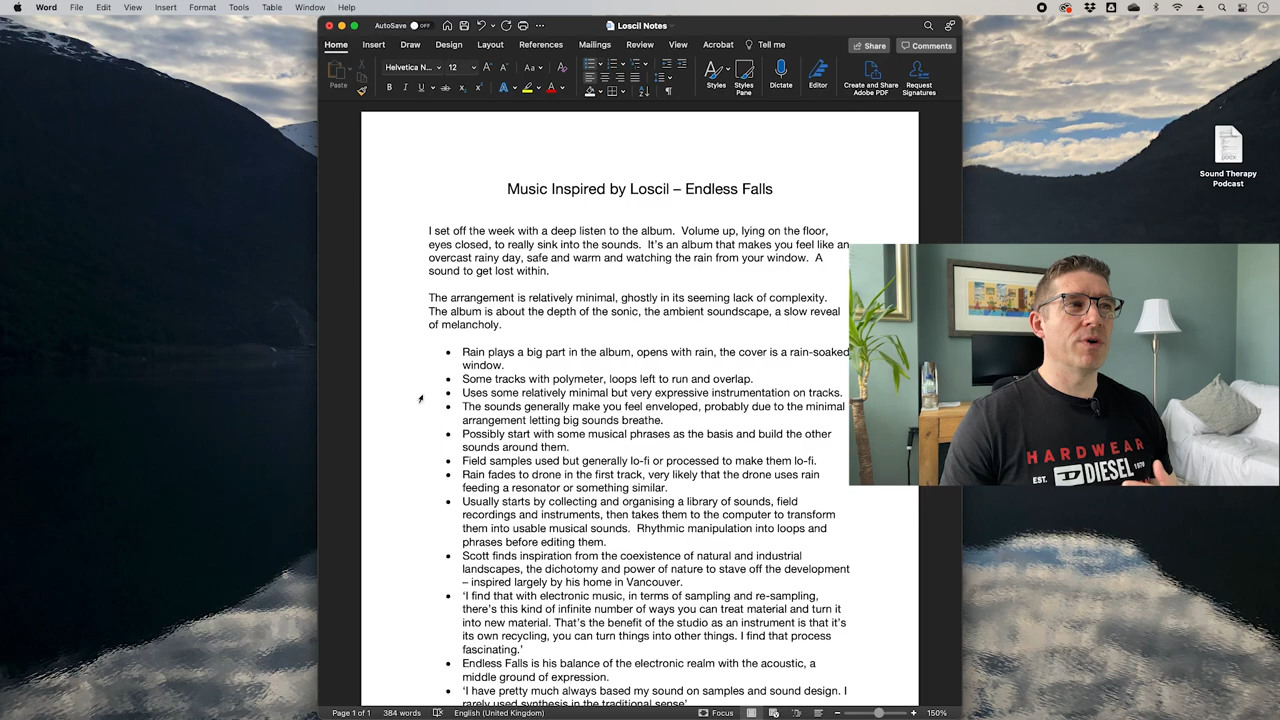 Word File Edit View Insert Format Tools Table Window Help
AutoSave OFF Loscil Notes
Home Insert Draw Design Layout References Mailings Review View Acrobat Tell me Share Comments
Paste Helvetica N... 12 Aa Styles Styles Pane Dictate Editor Create and Share Adobe PDF Request Signatures
Music Inspired by Loscil – Endless Falls
I set off the week with a deep listen to the album. Volume up, lying on the floor,
eyes closed, to really sink into the sounds. It's an album that makes you feel like an
overcast rainy day, safe and warm and watching the rain from your window. A
sound to get lost within.
The arrangement is relatively minimal, ghostly in its seeming lack of complexity.
The album is about the depth of the sonic, the ambient soundscape, a slow reveal
of melancholy.
• Rain plays a big part in the album, opens with rain, the cover is a rain-soaked
window.
• Some tracks with polymeter, loops left to run and overlap.
• Uses some relatively minimal but very expressive instrumentation on tracks.
• The sounds generally make you feel enveloped, probably due to the minimal
arrangement letting big sounds breathe.
• Possibly start with some musical phrases as the basis and build the other
sounds around them.
• Field samples used but generally lo-fi or processed to make them lo-fi.
• Rain fades to drone in the first track, very likely that the drone uses rain
feeding a resonator or something similar.
• Usually starts by collecting and organising a library of sounds, field
recordings and instruments, then takes them to the computer to transform
them into usable musical sounds. Rhythmic manipulation into loops and
phrases before editing them.
• Scott finds inspiration from the coexistence of natural and industrial
landscapes, the dichotomy and power of nature to stave off the development
– inspired largely by his home in Vancouver.
• 'I find that with electronic music, in terms of sampling and re-sampling,
there's this kind of infinite number of ways you can treat material and turn it
into new material. That's the benefit of the studio as an instrument is that it's
its own recycling, you can turn things into other things. I find that process
fascinating.'
• Endless Falls is his balance of the electronic realm with the acoustic, a
middle ground of expression.
• 'I have pretty much always based my sound on samples and sound design. I
rarely used synthesis in the traditional sense'
Sound Therapy
Podcast
HARDWEAR
EST. DIESEL 1978
Page 1 of 1 384 words English (United Kingdom) Focus 150%